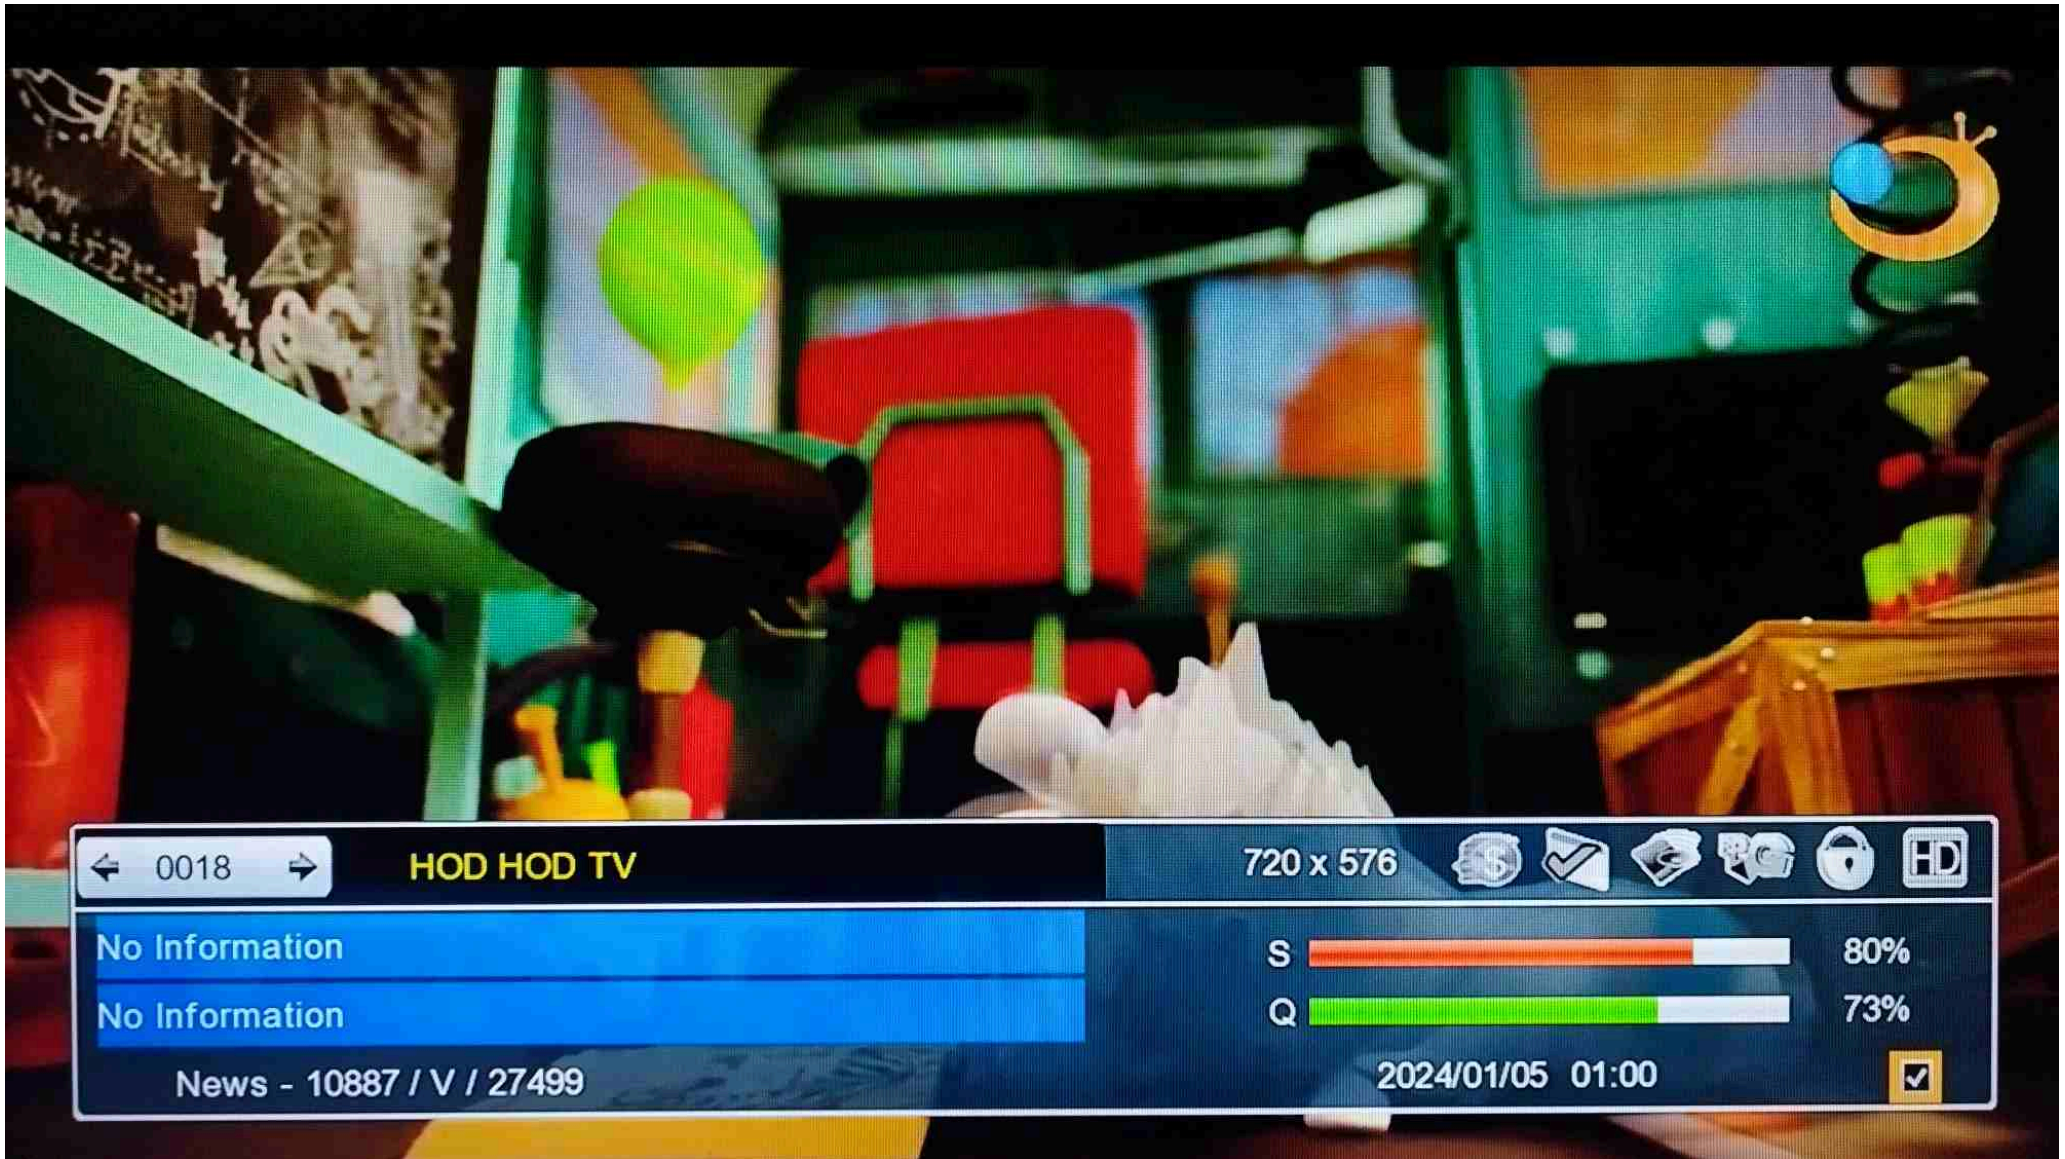 0018
HOD HOD TV
720 x 576
HD
No Information
No Information
S 80%
Q 73%
News - 10887 / V / 27499
2024/01/05 01:00